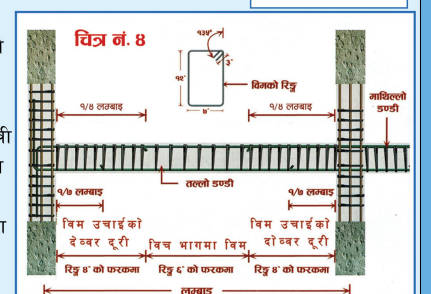 चित्र नं. ४
१३५°
३"
१२"
७"
विमको रिङ्ग
१/४ लम्बाइ
१/४ लम्बाइ
माथिल्लो
डण्डी
तल्लो डण्डी
१/७ लम्बाइ
१/७ लम्बाइ
विम उचाईको
देव्बर दूरी
विच भागमा विम
विम उचाईको
दोव्बर दूरी
रिङ्ग ४" को फरकमा
रिङ्ग ६" को फरकमा
रिङ्ग ४" को फरकमा
लम्बाइ